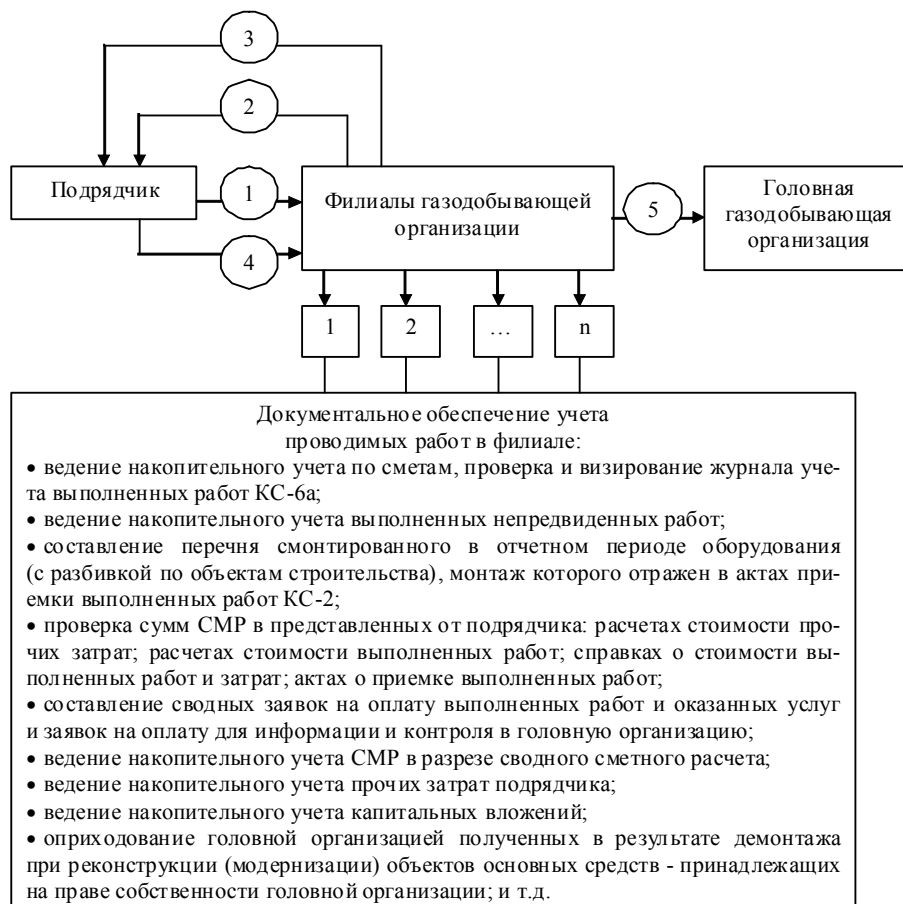 3
2
Подрядчик
1
4
Филиалы газодобывающей
организации
5
Головная
газодобывающая
организация
1
2
…
n
Документальное обеспечение учета
проводимых работ в филиале:
• ведение накопительного учета по сметам, проверка и визирование журнала уче-
та выполненных работ КС-6а;
• ведение накопительного учета выполненных непредвиденных работ;
• составление перечня смонтированного в отчетном периоде оборудования
(с разбивкой по объектам строительства), монтаж которого отражен в актах при-
емки выполненных работ КС-2;
• проверка сумм СМР в представленных от подрядчика: расчетах стоимости про-
чих затрат; расчетах стоимости выполненных работ; справках о стоимости вы-
полненных работ и затрат; актах о приемке выполненных работ;
• составление сводных заявок на оплату выполненных работ и оказанных услуг
и заявок на оплату для информации и контроля в головную организацию;
• ведение накопительного учета СМР в разрезе сводного сметного расчета;
• ведение накопительного учета прочих затрат подрядчика;
• ведение накопительного учета капитальных вложений;
• оприходование головной организацией полученных в результате демонтажа
при реконструкции (модернизации) объектов основных средств - принадлежащих
на праве собственности головной организации; и т.д.